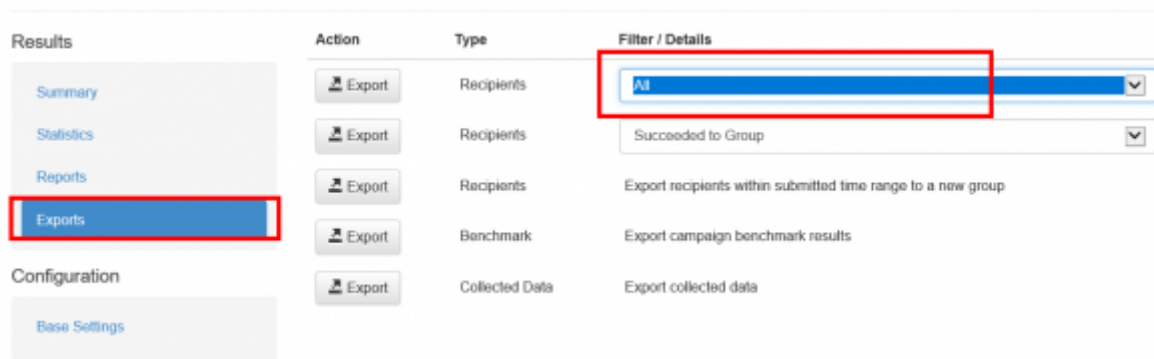 Results
Summary
Statistics
Reports
Exports
Configuration
Base Settings
Action Type Filter / Details
Export Recipients All
Export Recipients Succeeded to Group
Export Recipients Export recipients within submitted time range to a new group
Export Benchmark Export campaign benchmark results
Export Collected Data Export collected data